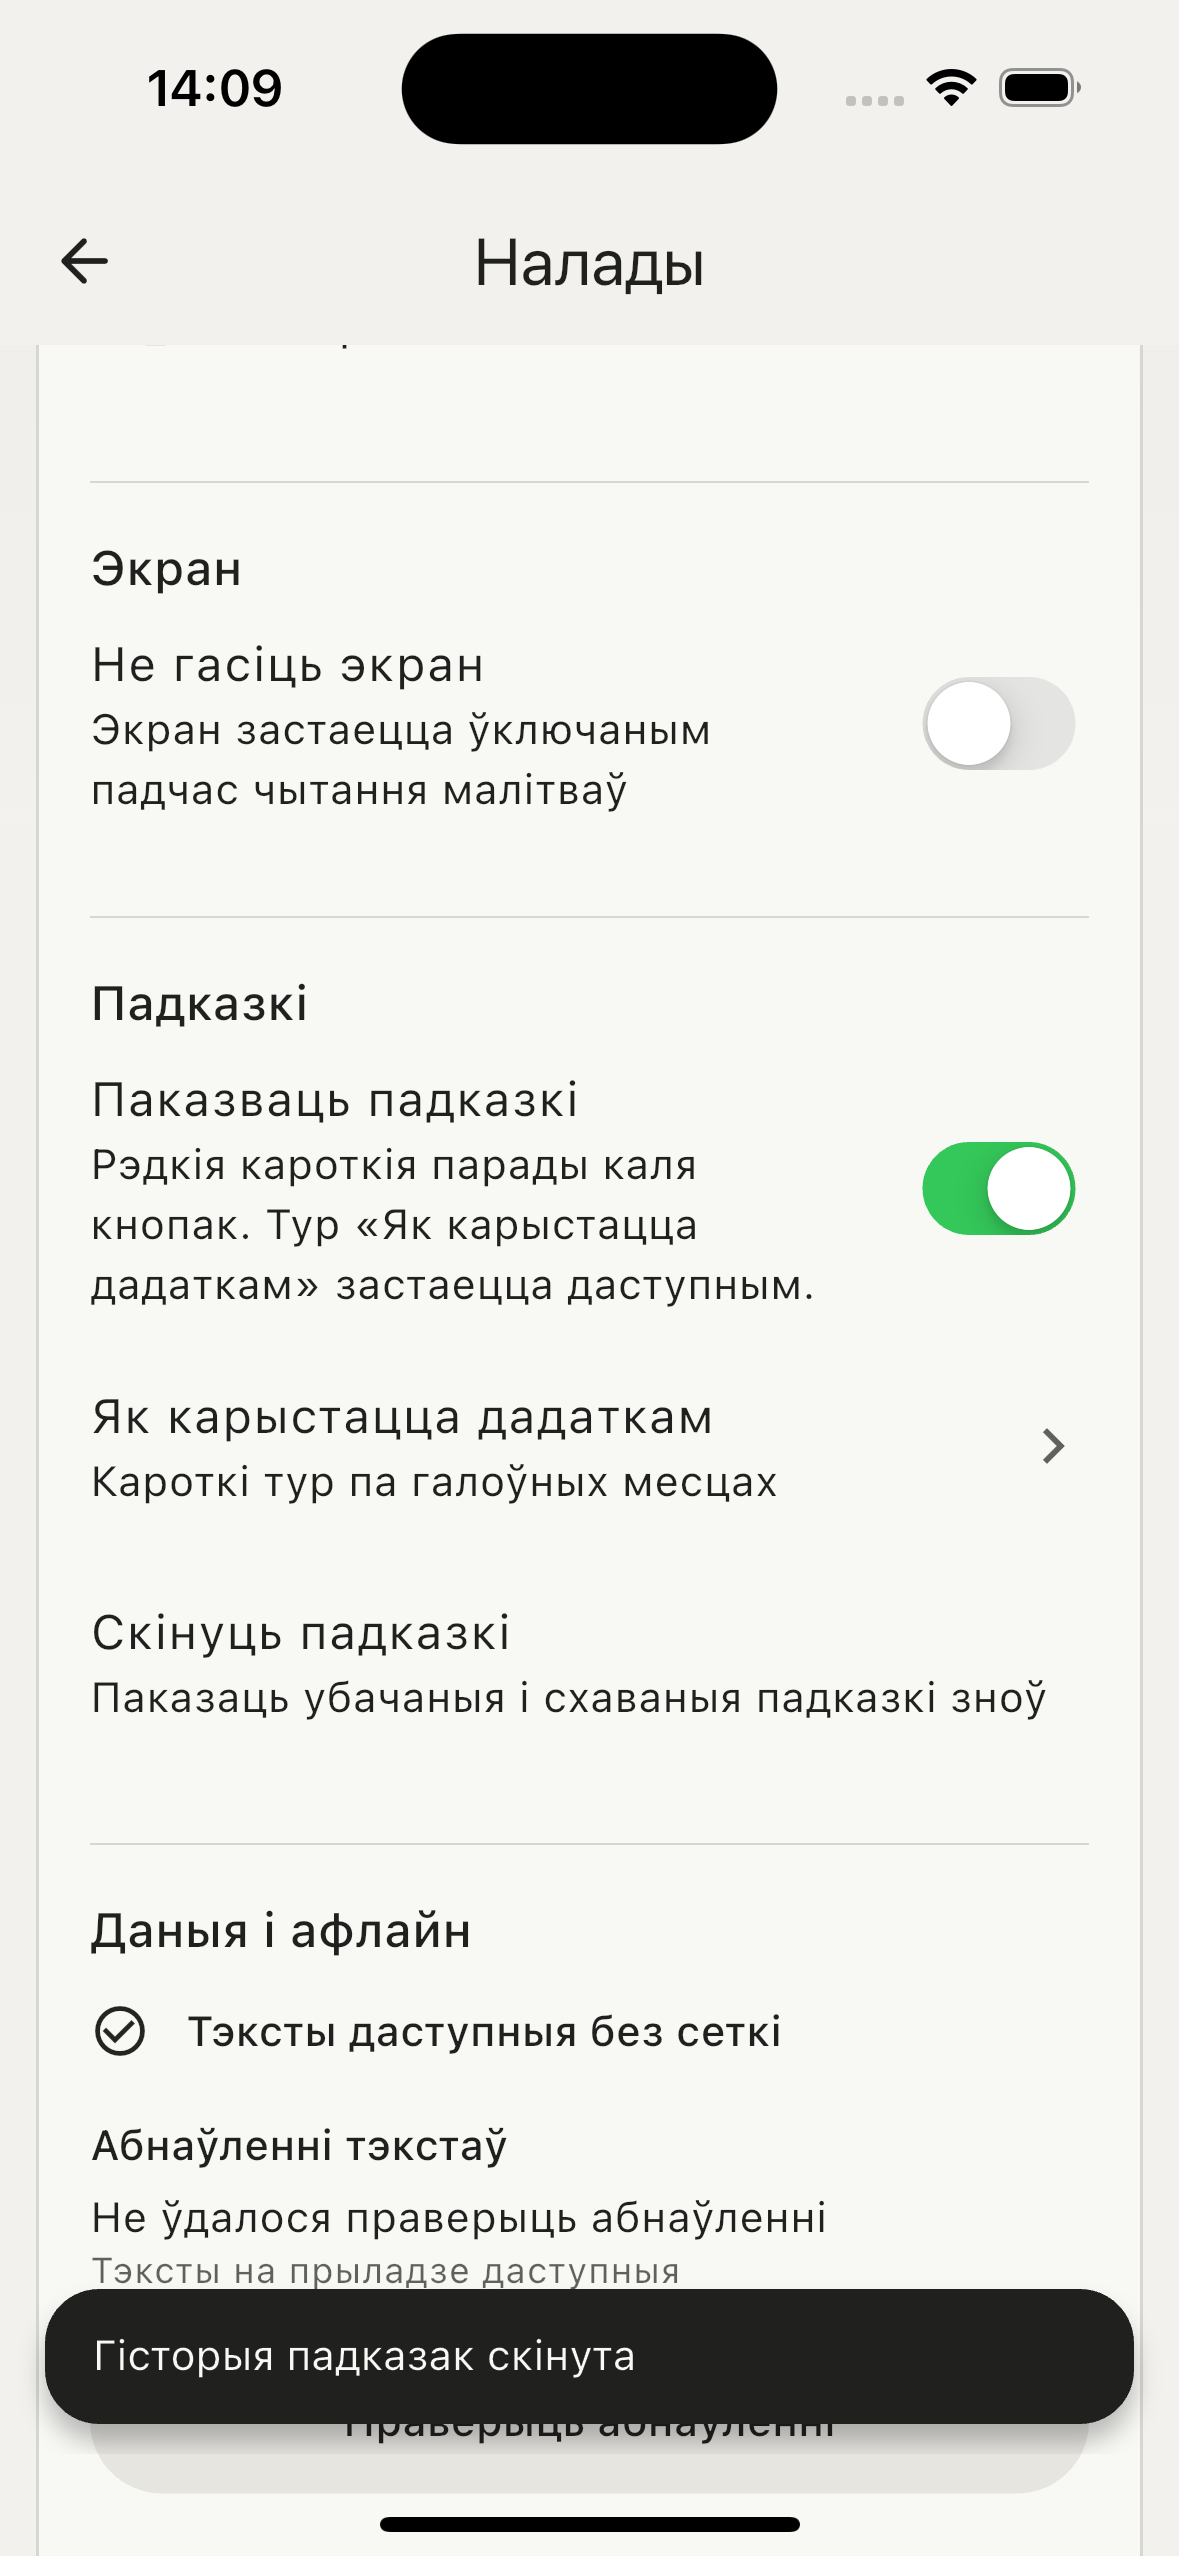 14:09
Налады
Экран
Не гасіць экран
Экран застаецца ўключаным
падчас чытання малітваў
Падказкі
Паказваць падказкі
Рэдкія кароткія парады каля
кнопак. Тур «Як карыстацца
дадаткам» застаецца даступным.
Як карыстацца дадаткам
Кароткі тур па галоўных месцах
Скінуць падказкі
Паказаць убачаныя і схаваныя падказкі зноў
Даныя і афлайн
Тэксты даступныя без сеткі
Абнаўленні тэкстаў
Не ўдалося праверыць абнаўленні
Тэксты на прыладзе даступныя
Гісторыя падказак скінута
Праверыць абнаўленні